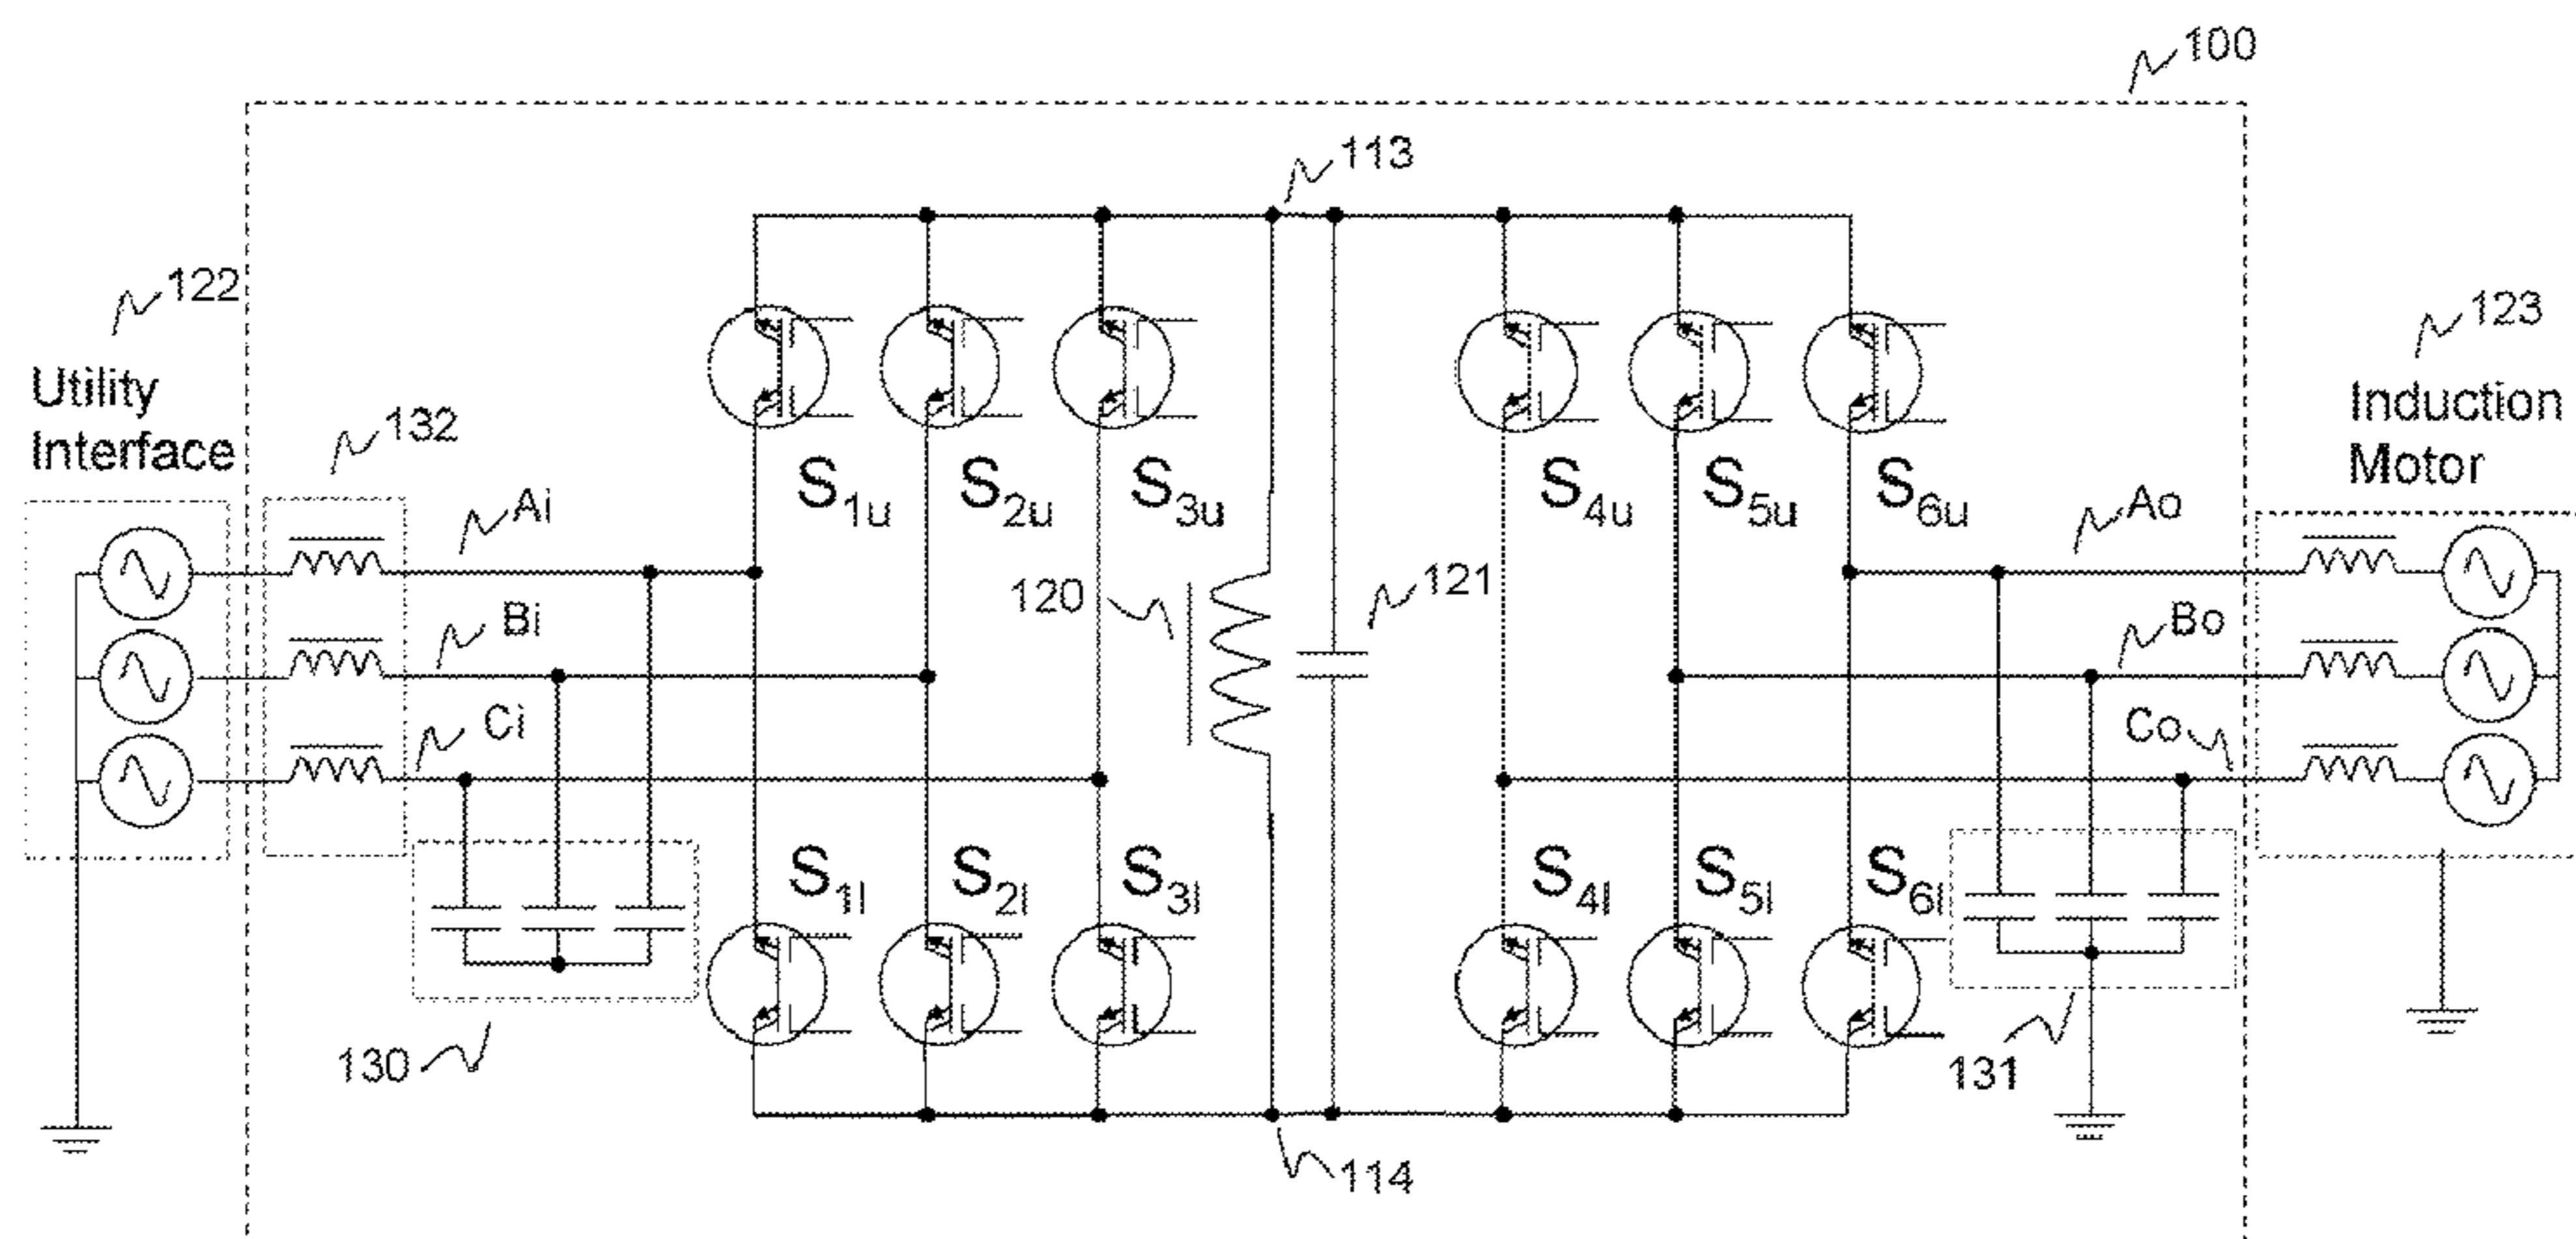 100
113
122
123
Utility
Interface
Induction
Motor
132
Ai
S1u
S2u
S3u
S4u
S5u
S6u
Ao
120
121
Bi
Bo
Ci
Co
S1l
S2l
S3l
S4l
S5l
S6l
130
131
114